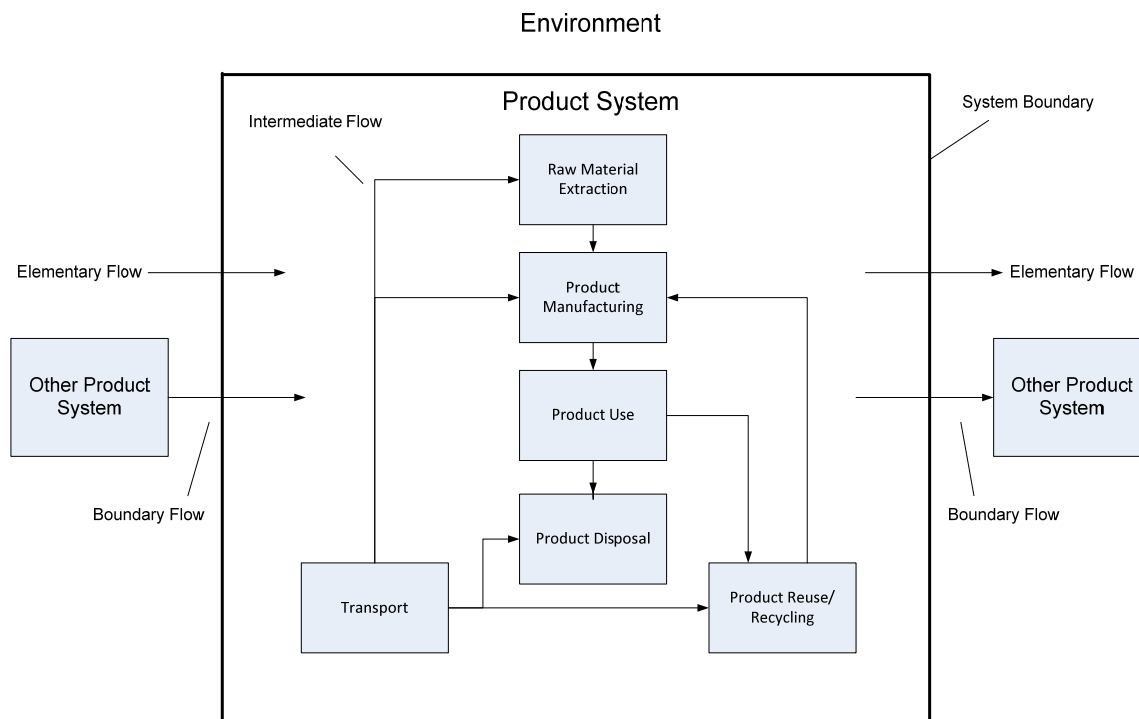 Environment
Product System
System Boundary
Intermediate Flow
Raw Material
Extraction
Elementary Flow
Product
Manufacturing
Elementary Flow
Other Product
System
Product Use
Other Product
System
Boundary Flow
Product Disposal
Boundary Flow
Transport
Product Reuse/
Recycling